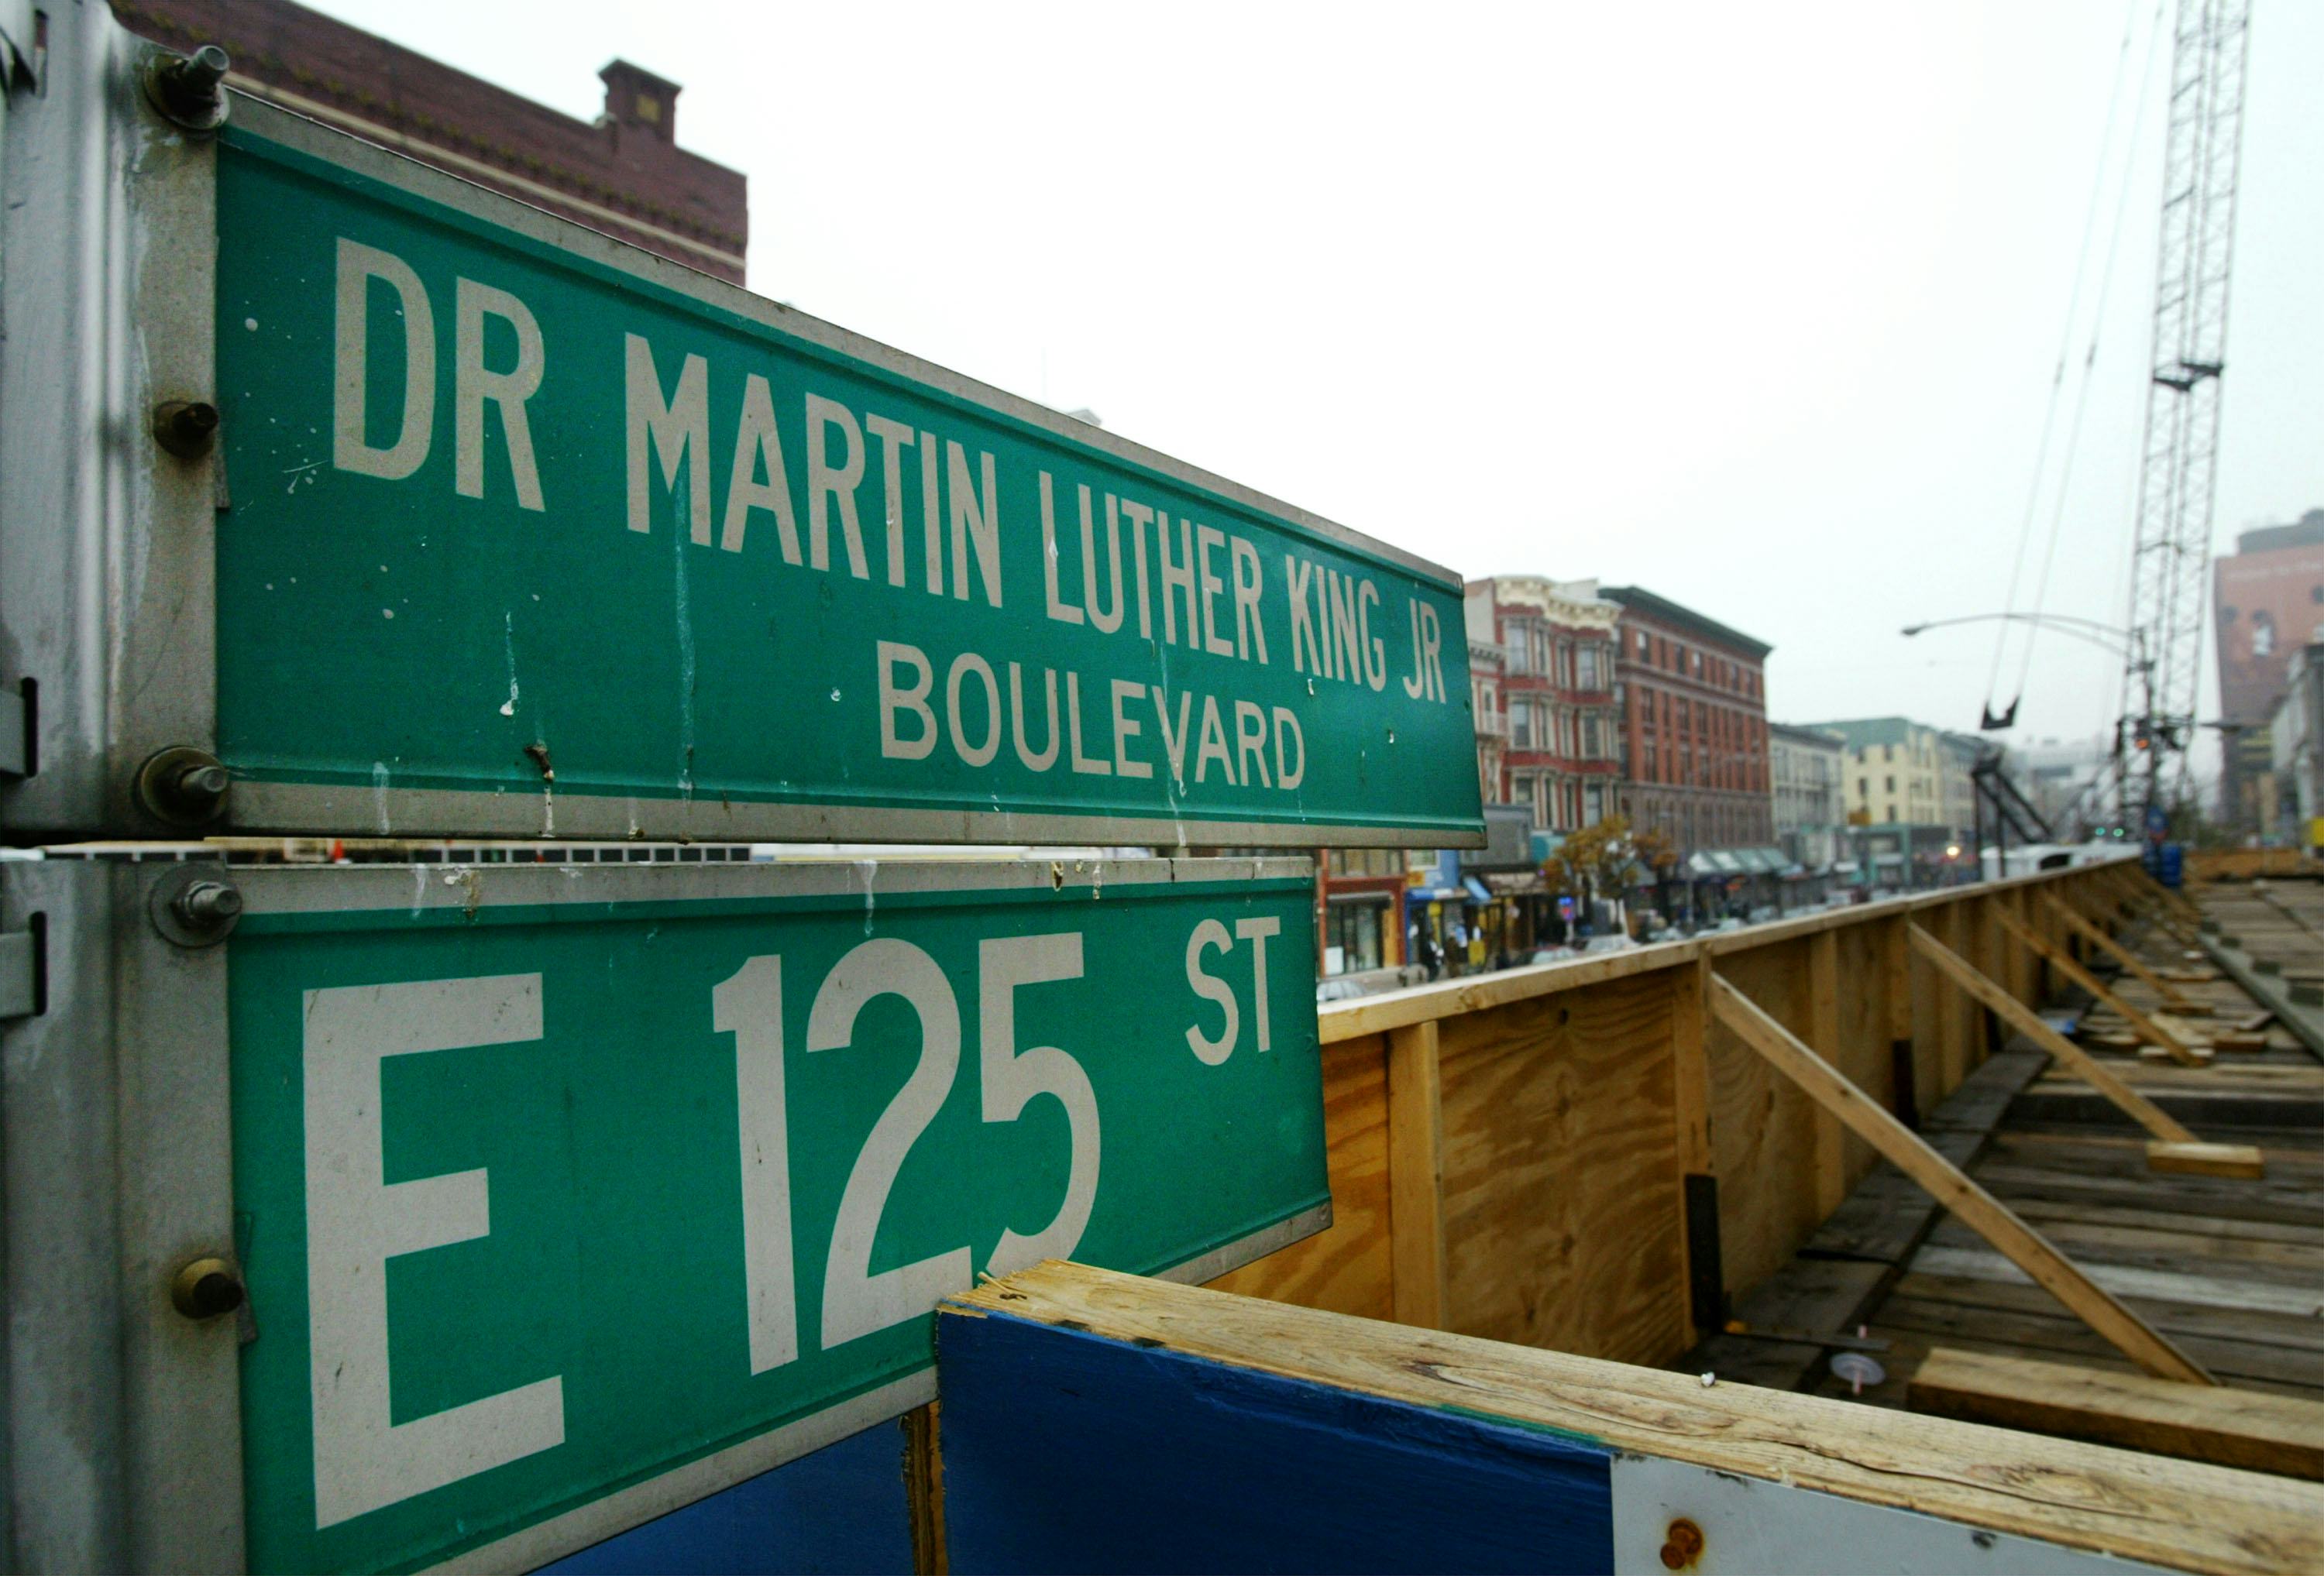 DR MARTIN LUTHER KING JR
BOULEVARD
E 125 ST